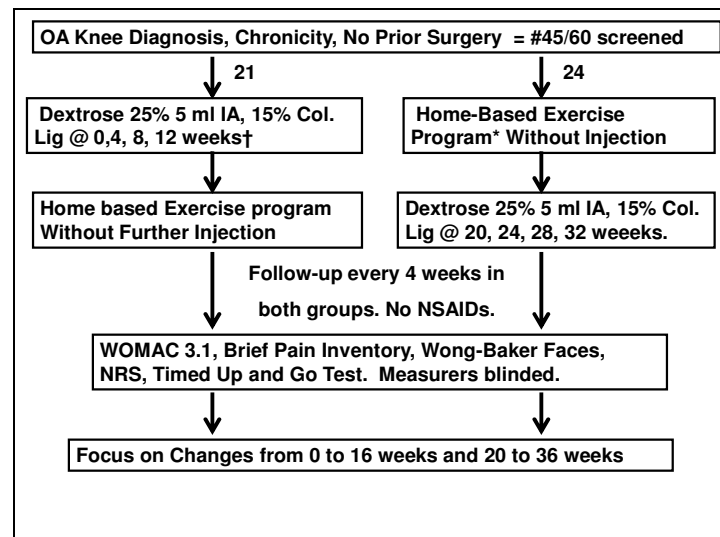 OA Knee Diagnosis, Chronicity, No Prior Surgery = #45/60 screened
21
24
Dextrose 25% 5 ml IA, 15% Col.
Lig @ 0,4, 8, 12 weeks†
Home-Based Exercise
Program* Without Injection
Home based Exercise program
Without Further Injection
Dextrose 25% 5 ml IA, 15% Col.
Lig @ 20, 24, 28, 32 weeeks.
Follow-up every 4 weeks in
both groups. No NSAIDs.
WOMAC 3.1, Brief Pain Inventory, Wong-Baker Faces,
NRS, Timed Up and Go Test. Measurers blinded.
Focus on Changes from 0 to 16 weeks and 20 to 36 weeks